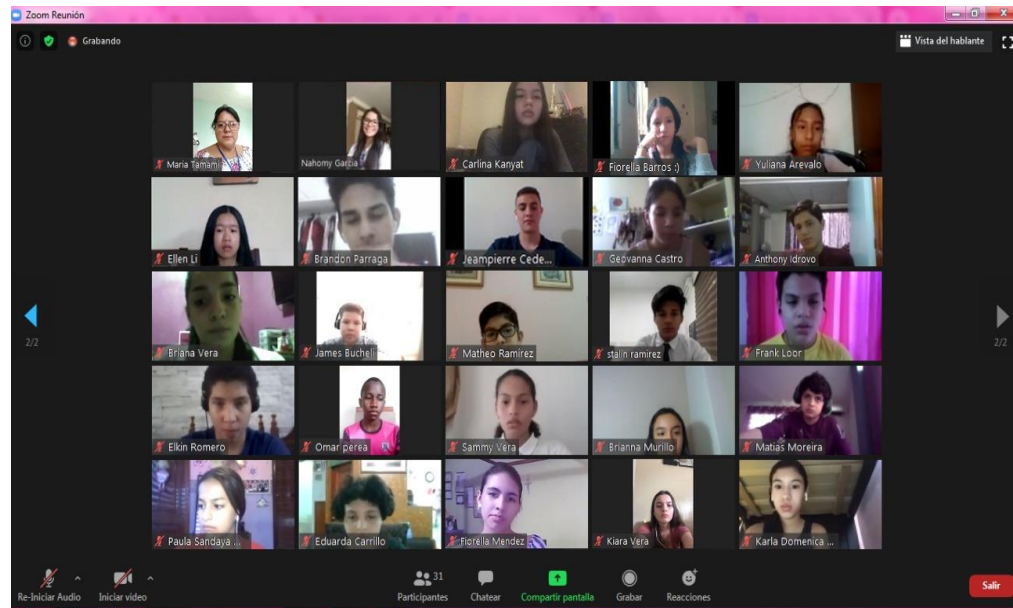 Zoom Reunión
Grabando
Vista del hablante
Maria Tamami
Nahomy Garcia
Carlina Kanyat
Fiorella Barros :)
Yuliana Arevalo
Ellen Li
Brandon Parraga
Jeampierre Cede...
Geovanna Castro
Anthony Idrovo
Briana Vera
James Bucheli
Matheo Ramírez
stalin ramirez
Frank Loor
2/2
2/2
Elkin Romero
Omar perea
Sammy Vera
Brianna Murillo
Matias Moreira
Paula Sandaya ...
Eduarda Carrillo
Fiorella Mendez
Kiara Vera
Karla Domenica ...
Re-Iniciar Audio
Iniciar video
31
Participantes
Chatear
Compartir pantalla
Grabar
Reacciones
Salir